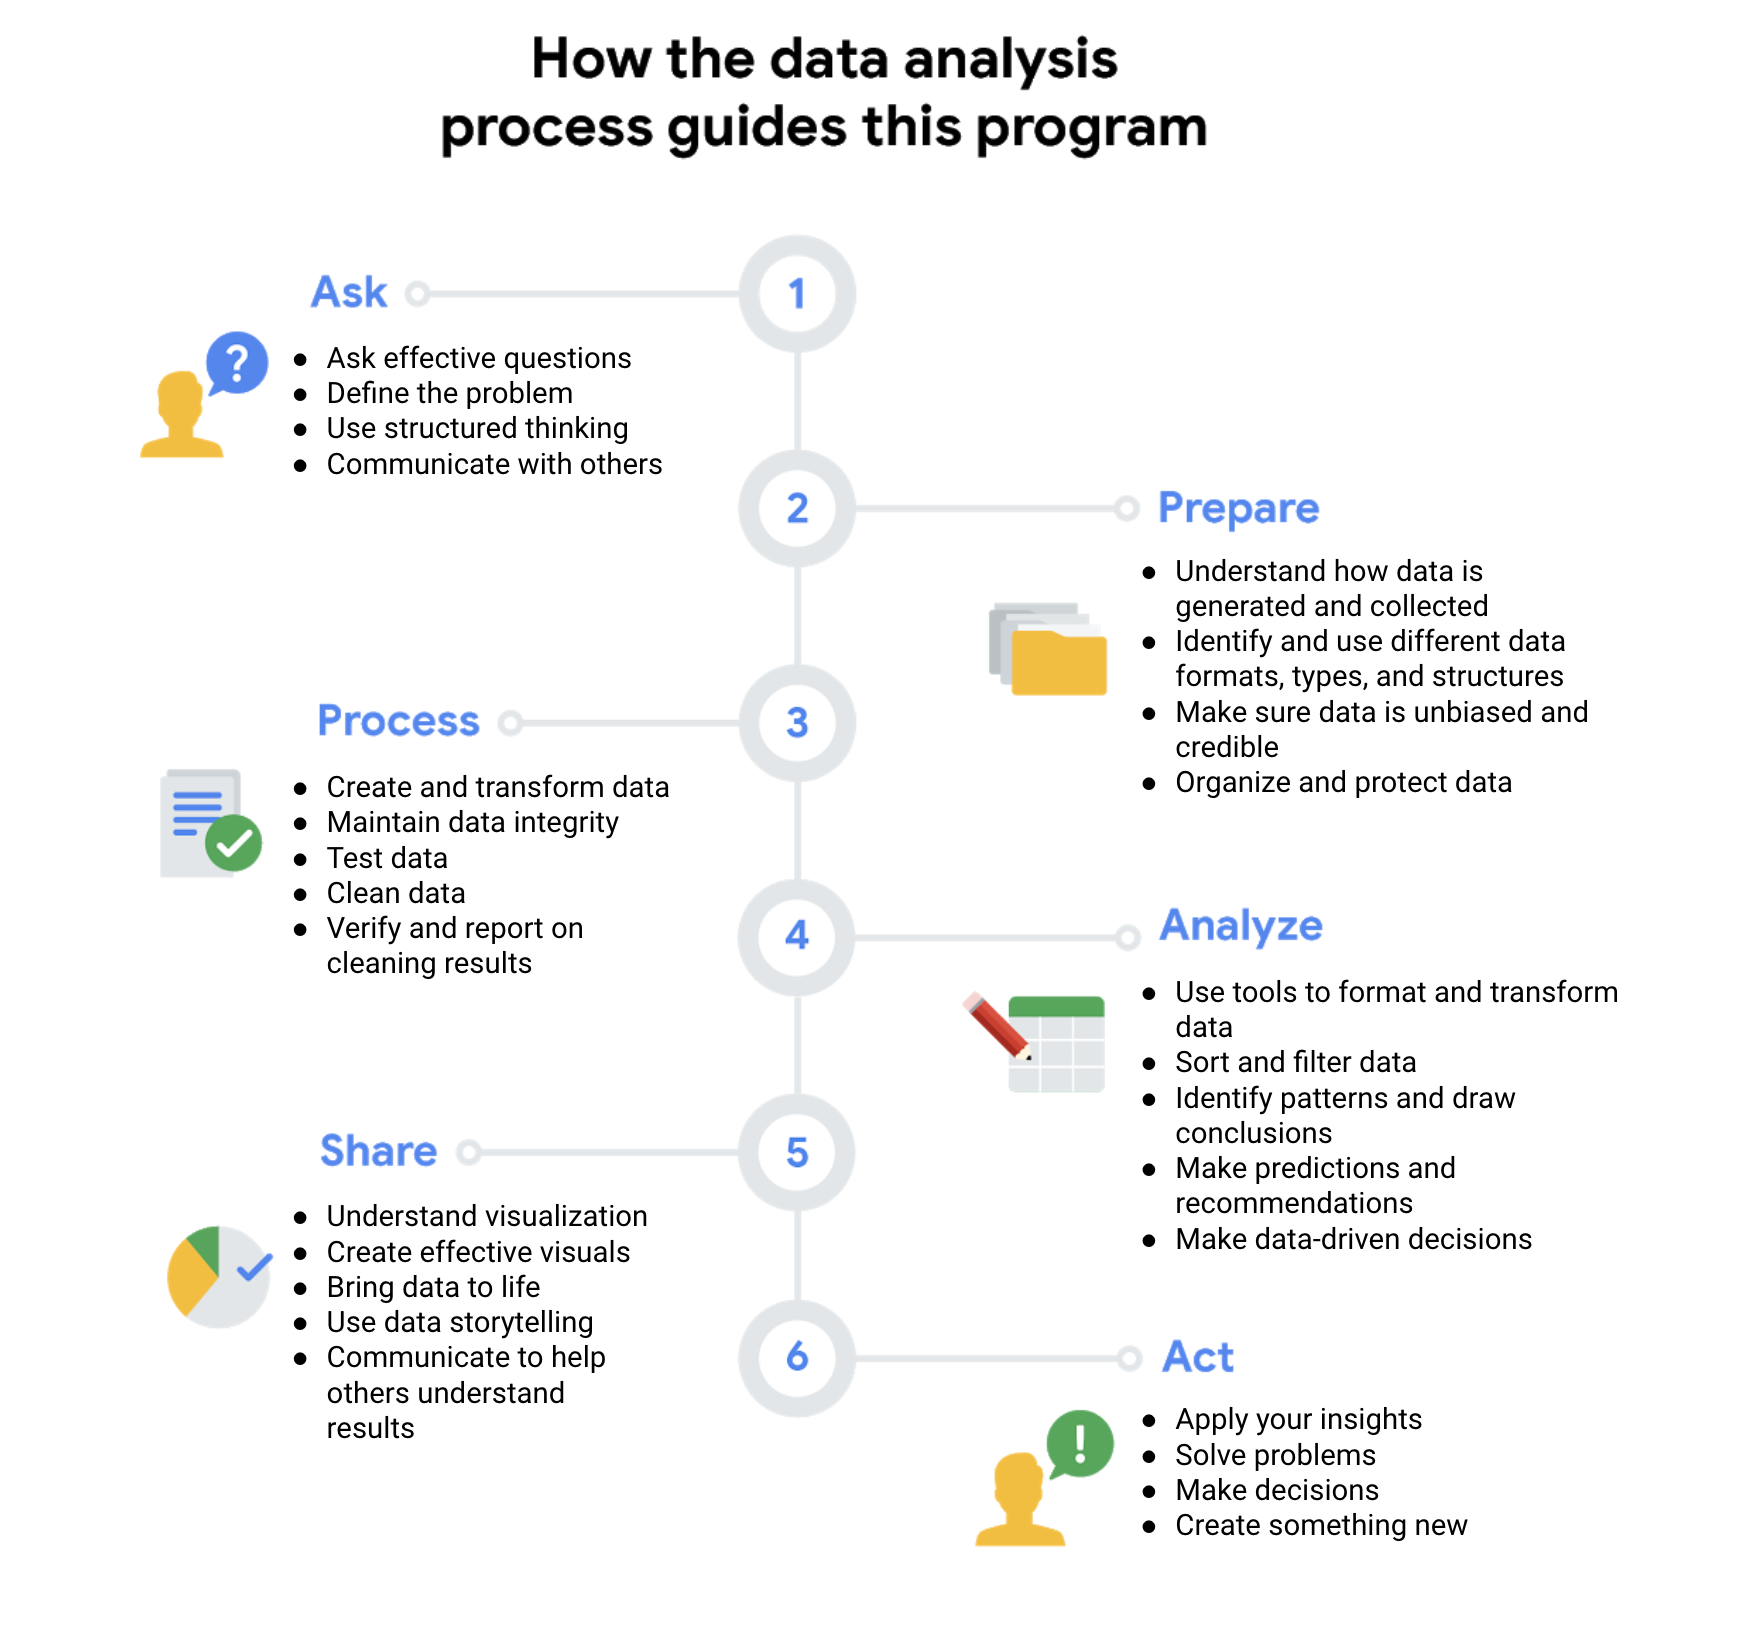 How the data analysis
process guides this program
1
Ask
?
● Ask effective questions
● Define the problem
● Use structured thinking
● Communicate with others
2
Prepare
● Understand how data is
generated and collected
● Identify and use different data
formats, types, and structures
● Make sure data is unbiased and
credible
● Organize and protect data
3
Process
● Create and transform data
● Maintain data integrity
● Test data
● Clean data
● Verify and report on
cleaning results
4
Analyze
● Use tools to format and transform
data
● Sort and filter data
● Identify patterns and draw
conclusions
● Make predictions and
recommendations
● Make data-driven decisions
5
Share
● Understand visualization
● Create effective visuals
● Bring data to life
● Use data storytelling
● Communicate to help
others understand
results
6
Act
!
● Apply your insights
● Solve problems
● Make decisions
● Create something new